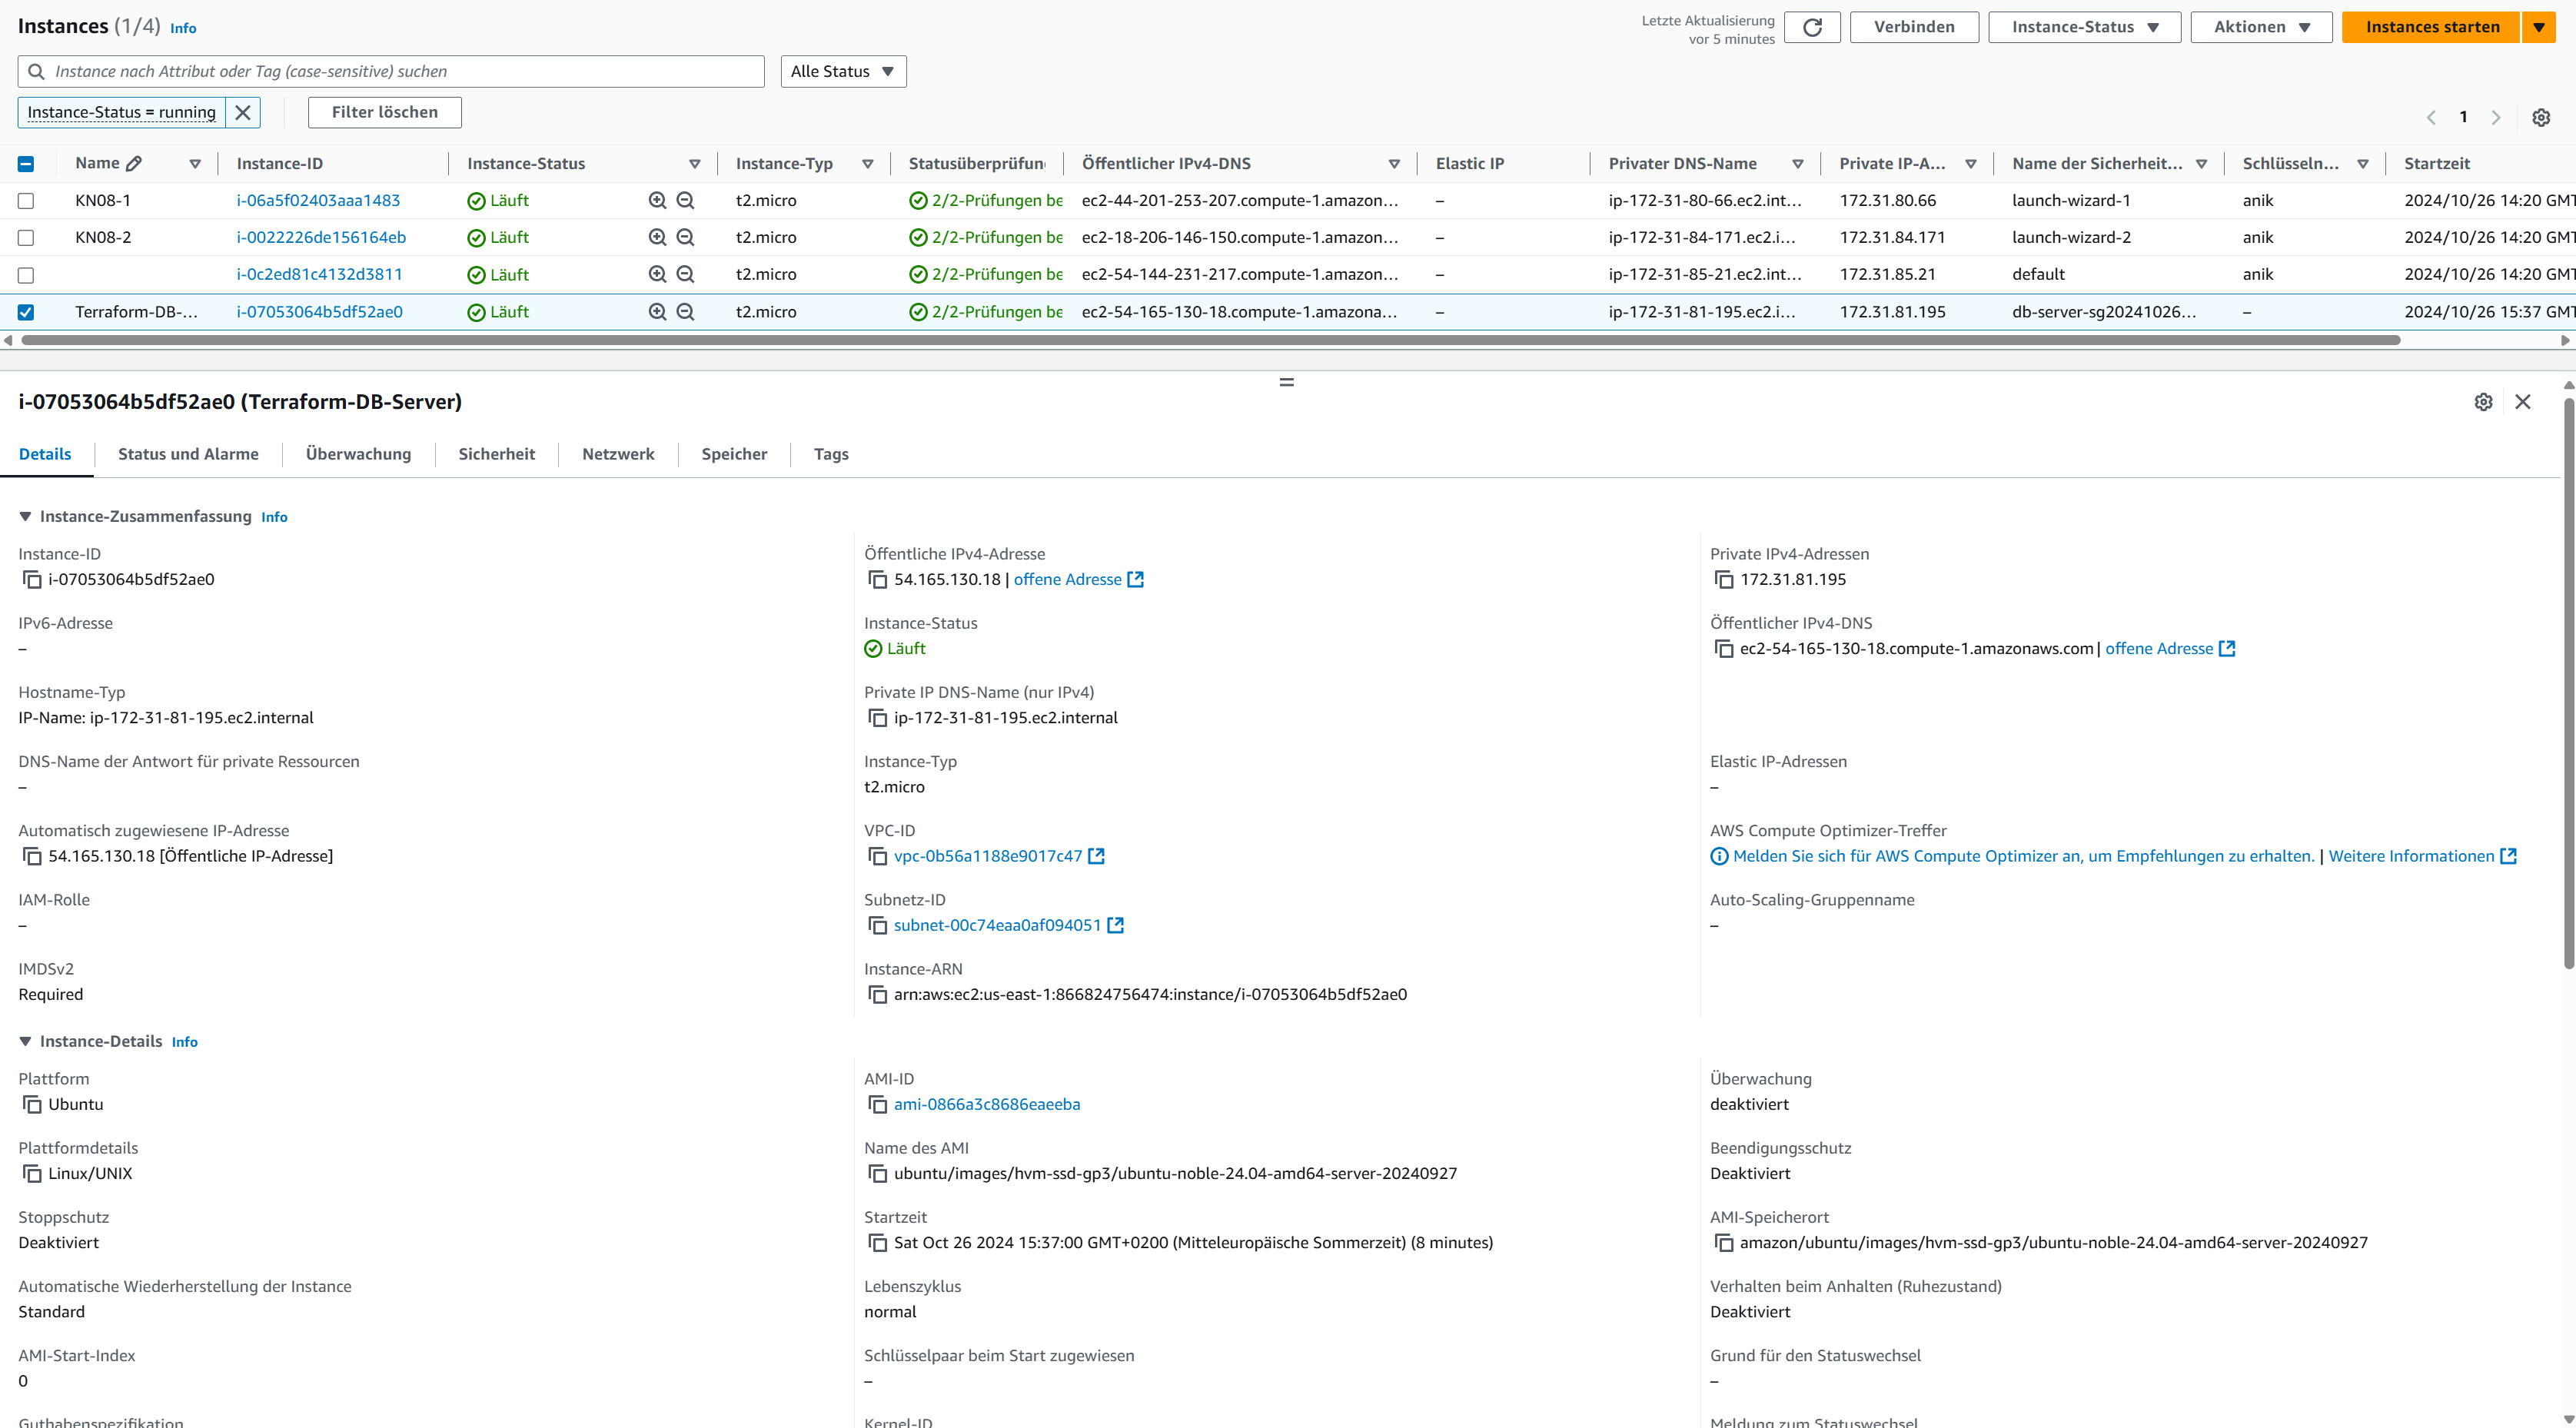 Instances (1/4) Info
Letzte Aktualisierung
vor 5 minutes
Verbinden
Instance-Status
Aktionen
Instances starten
Instance nach Attribut oder Tag (case-sensitive) suchen
Alle Status
Instance-Status = running
Filter löschen
1
Name Instance-ID Instance-Status Instance-Typ Statusüberprüfun Öffentlicher IPv4-DNS Elastic IP Privater DNS-Name Private IP-A... Name der Sicherheit... Schlüsseln... Startzeit
KN08-1 i-06a5f02403aaa1483 Läuft t2.micro 2/2-Prüfungen be ec2-44-201-253-207.compute-1.amazon... – ip-172-31-80-66.ec2.int... 172.31.80.66 launch-wizard-1 anik 2024/10/26 14:20 GMT
KN08-2 i-0022226de156164eb Läuft t2.micro 2/2-Prüfungen be ec2-18-206-146-150.compute-1.amazon... – ip-172-31-84-171.ec2.i... 172.31.84.171 launch-wizard-2 anik 2024/10/26 14:20 GMT
i-0c2ed81c4132d3811 Läuft t2.micro 2/2-Prüfungen be ec2-54-144-231-217.compute-1.amazon... – ip-172-31-85-21.ec2.int... 172.31.85.21 default anik 2024/10/26 14:20 GMT
Terraform-DB-... i-07053064b5df52ae0 Läuft t2.micro 2/2-Prüfungen be ec2-54-165-130-18.compute-1.amazona... – ip-172-31-81-195.ec2.i... 172.31.81.195 db-server-sg20241026... – 2024/10/26 15:37 GMT
i-07053064b5df52ae0 (Terraform-DB-Server)
Details Status und Alarme Überwachung Sicherheit Netzwerk Speicher Tags
Instance-Zusammenfassung Info
Instance-ID
i-07053064b5df52ae0
Öffentliche IPv4-Adresse
54.165.130.18 | offene Adresse
Private IPv4-Adressen
172.31.81.195
IPv6-Adresse
–
Instance-Status
Läuft
Öffentlicher IPv4-DNS
ec2-54-165-130-18.compute-1.amazonaws.com | offene Adresse
Hostname-Typ
IP-Name: ip-172-31-81-195.ec2.internal
Private IP DNS-Name (nur IPv4)
ip-172-31-81-195.ec2.internal
DNS-Name der Antwort für private Ressourcen
–
Instance-Typ
t2.micro
Elastic IP-Adressen
–
Automatisch zugewiesene IP-Adresse
54.165.130.18 [Öffentliche IP-Adresse]
VPC-ID
vpc-0b56a1188e9017c47
AWS Compute Optimizer-Treffer
Melden Sie sich für AWS Compute Optimizer an, um Empfehlungen zu erhalten. | Weitere Informationen
IAM-Rolle
–
Subnetz-ID
subnet-00c74eaa0af094051
Auto-Scaling-Gruppenname
–
IMDSv2
Required
Instance-ARN
arn:aws:ec2:us-east-1:866824756474:instance/i-07053064b5df52ae0
Instance-Details Info
Plattform
Ubuntu
AMI-ID
ami-0866a3c8686eaeeba
Überwachung
deaktiviert
Plattformdetails
Linux/UNIX
Name des AMI
ubuntu/images/hvm-ssd-gp3/ubuntu-noble-24.04-amd64-server-20240927
Beendigungsschutz
Deaktiviert
Stoppschutz
Deaktiviert
Startzeit
Sat Oct 26 2024 15:37:00 GMT+0200 (Mitteleuropäische Sommerzeit) (8 minutes)
AMI-Speicherort
amazon/ubuntu/images/hvm-ssd-gp3/ubuntu-noble-24.04-amd64-server-20240927
Automatische Wiederherstellung der Instance
Standard
Lebenszyklus
normal
Verhalten beim Anhalten (Ruhezustand)
Deaktiviert
AMI-Start-Index
0
Schlüsselpaar beim Start zugewiesen
–
Grund für den Statuswechsel
–
Guthabenspezifikation
Kernel-ID
Meldung zum Statuswechsel